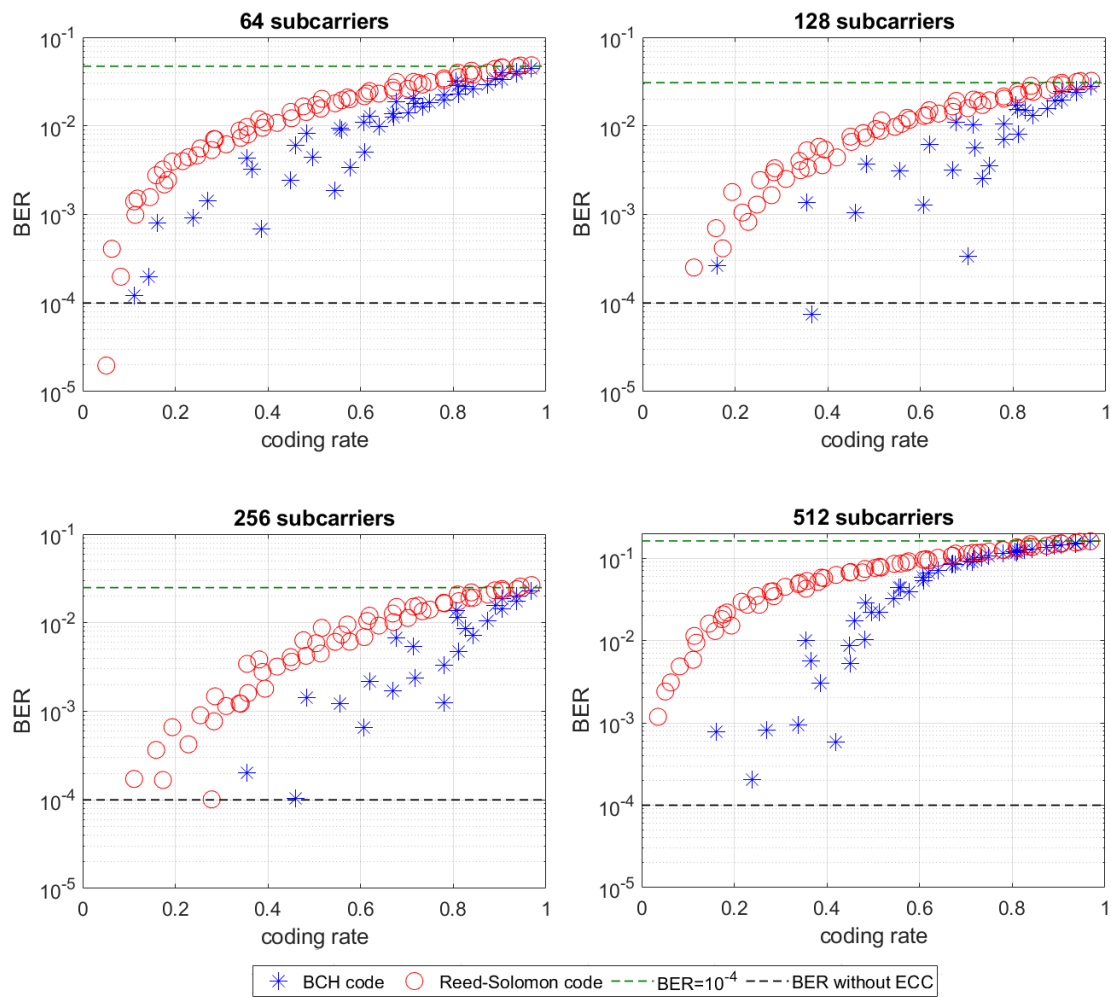 64 subcarriers
10^-1
10^-2
10^-3
10^-4
10^-5
BER
0 0.2 0.4 0.6 0.8 1
coding rate
128 subcarriers
10^-1
10^-2
10^-3
10^-4
10^-5
BER
0 0.2 0.4 0.6 0.8 1
coding rate
256 subcarriers
10^-1
10^-2
10^-3
10^-4
10^-5
BER
0 0.2 0.4 0.6 0.8 1
coding rate
512 subcarriers
10^-1
10^-2
10^-3
10^-4
10^-5
BER
0 0.2 0.4 0.6 0.8 1
coding rate
BCH code Reed-Solomon code BER=10^-4 BER without ECC